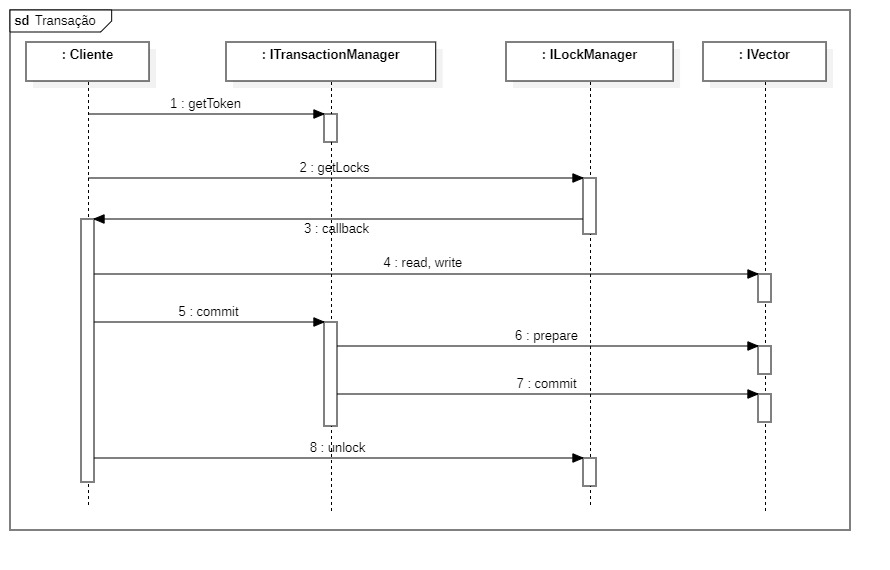 sd Transação
: Cliente
: ITransactionManager
: ILockManager
: IVector
1 : getToken
2 : getLocks
3 : callback
4 : read, write
5 : commit
6 : prepare
7 : commit
8 : unlock